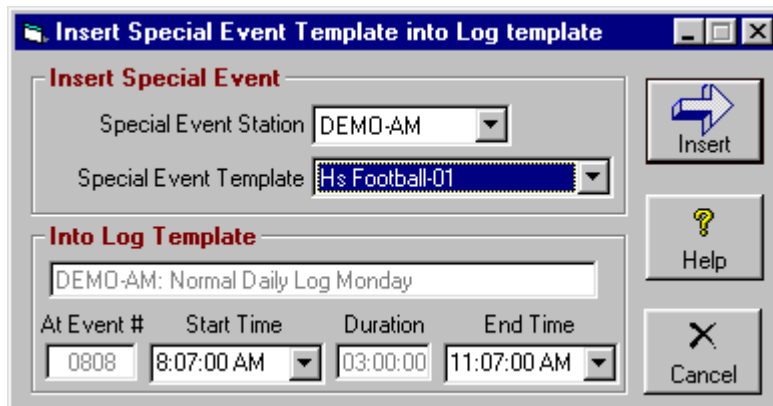 Insert Special Event Template into Log template
Insert Special Event
Special Event Station DEMO-AM
Special Event Template Hs Football-01
Insert
Help
Into Log Template
DEMO-AM: Normal Daily Log Monday
At Event # Start Time Duration End Time
0808 8:07:00 AM 03:00:00 11:07:00 AM
Cancel